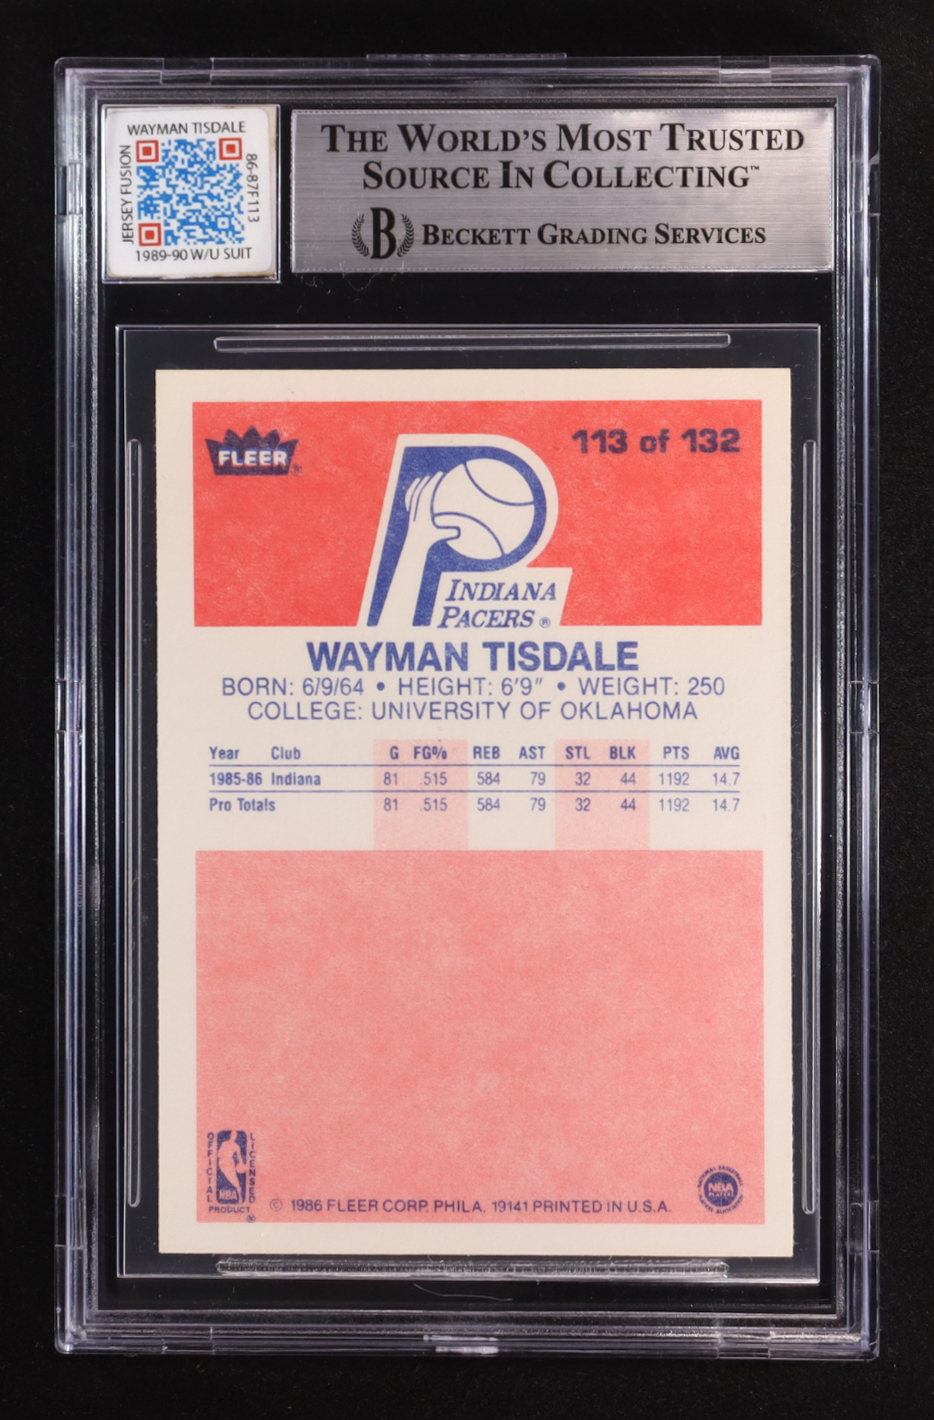 WAYMAN TISDALE
JERSEY FUSION
86-87F113
1989-90 W/U SUIT
THE WORLD'S MOST TRUSTED
SOURCE IN COLLECTING™
B BECKETT GRADING SERVICES
FLEER®
113 of 132
INDIANA
PACERS ®
WAYMAN TISDALE
BORN: 6/9/64 • HEIGHT: 6'9" • WEIGHT: 250
COLLEGE: UNIVERSITY OF OKLAHOMA
Year Club G FG% REB AST STL BLK PTS AVG
1985-86 Indiana 81 .515 584 79 32 44 1192 14.7
Pro Totals 81 .515 584 79 32 44 1192 14.7
OFFICIAL LICENSED
NBA
PRODUCT ®
© 1986 FLEER CORP. PHILA. 19141 PRINTED IN U.S.A.
NBA
PLAYERS